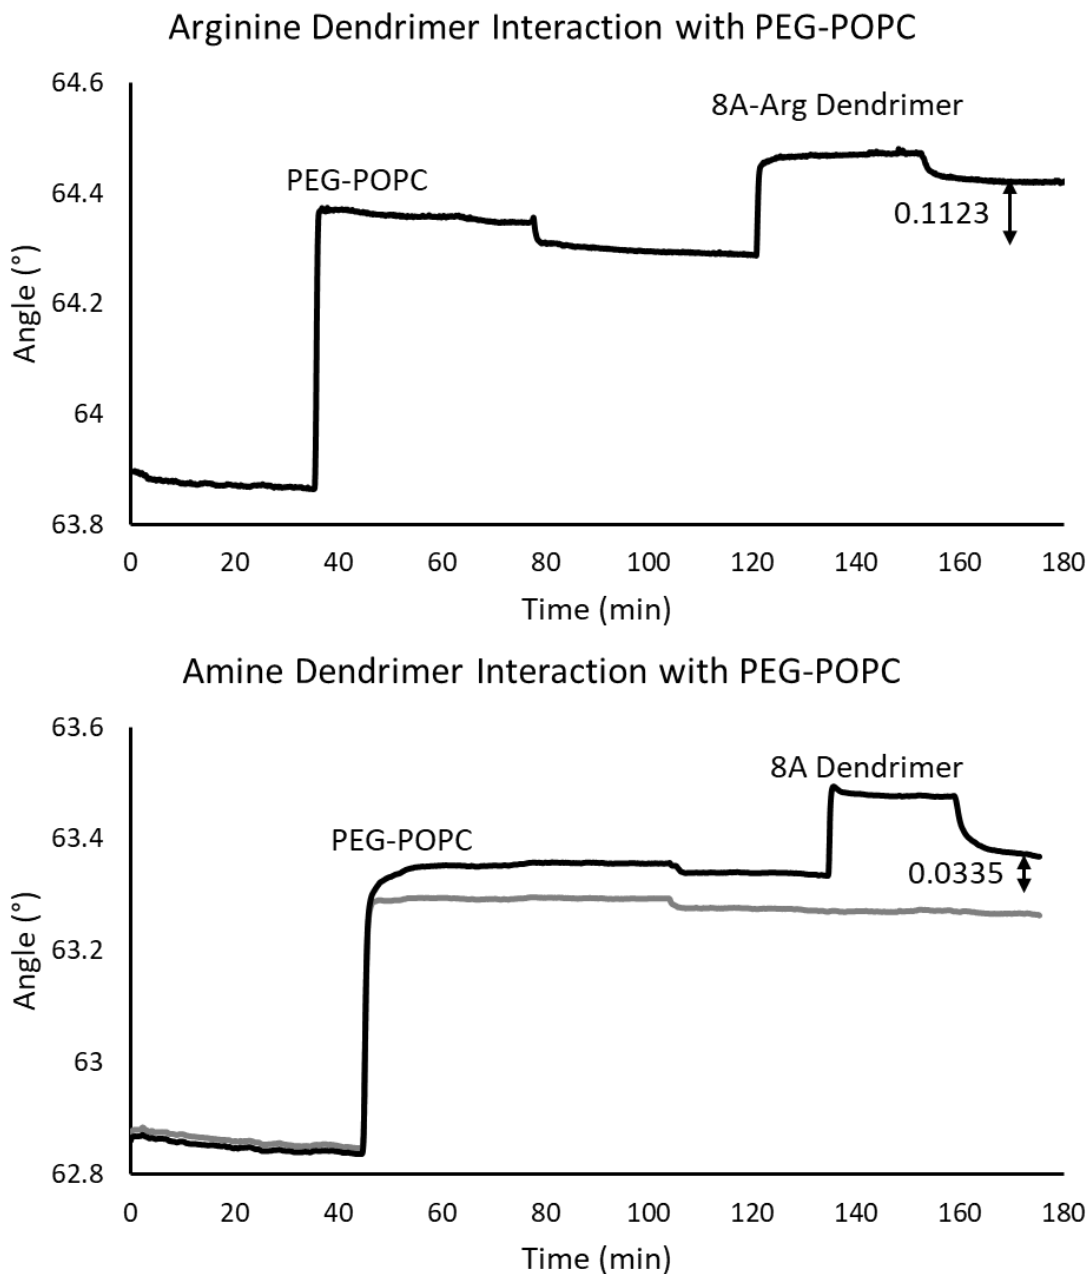 Arginine Dendrimer Interaction with PEG-POPC
64.6
64.4
64.2
64
63.8
Angle (°)
PEG-POPC
8A-Arg Dendrimer
0.1123
0 20 40 60 80 100 120 140 160 180
Time (min)
Amine Dendrimer Interaction with PEG-POPC
63.6
63.4
63.2
63
62.8
Angle (°)
PEG-POPC
8A Dendrimer
0.0335
0 20 40 60 80 100 120 140 160 180
Time (min)